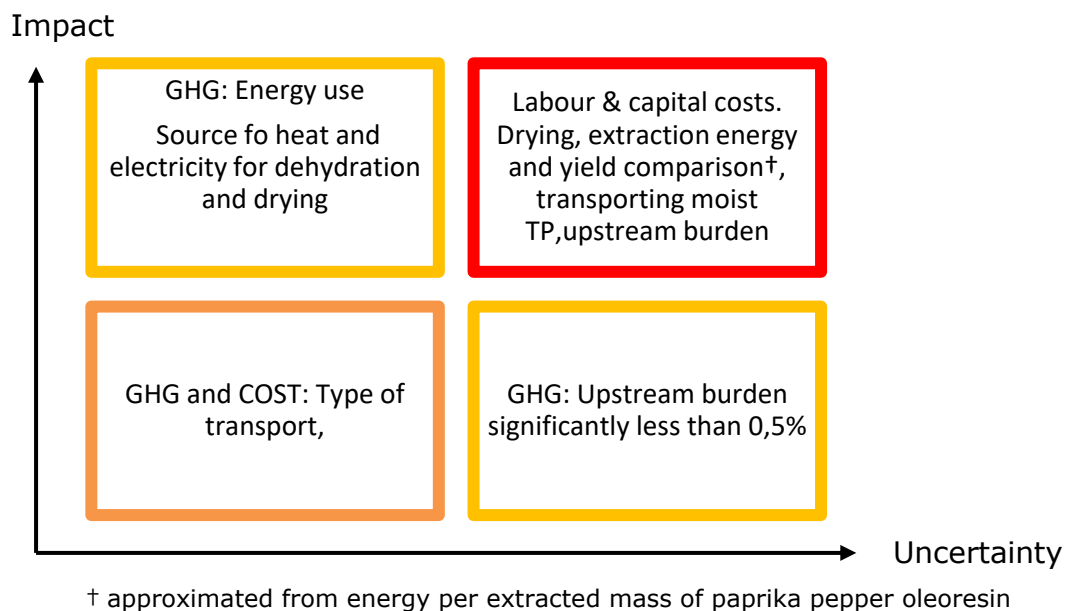 Impact
GHG: Energy use
Source fo heat and
electricity for dehydration
and drying
Labour & capital costs.
Drying, extraction energy
and yield comparison†,
transporting moist
TP,upstream burden
GHG and COST: Type of
transport,
GHG: Upstream burden
significantly less than 0,5%
Uncertainty
† approximated from energy per extracted mass of paprika pepper oleoresin